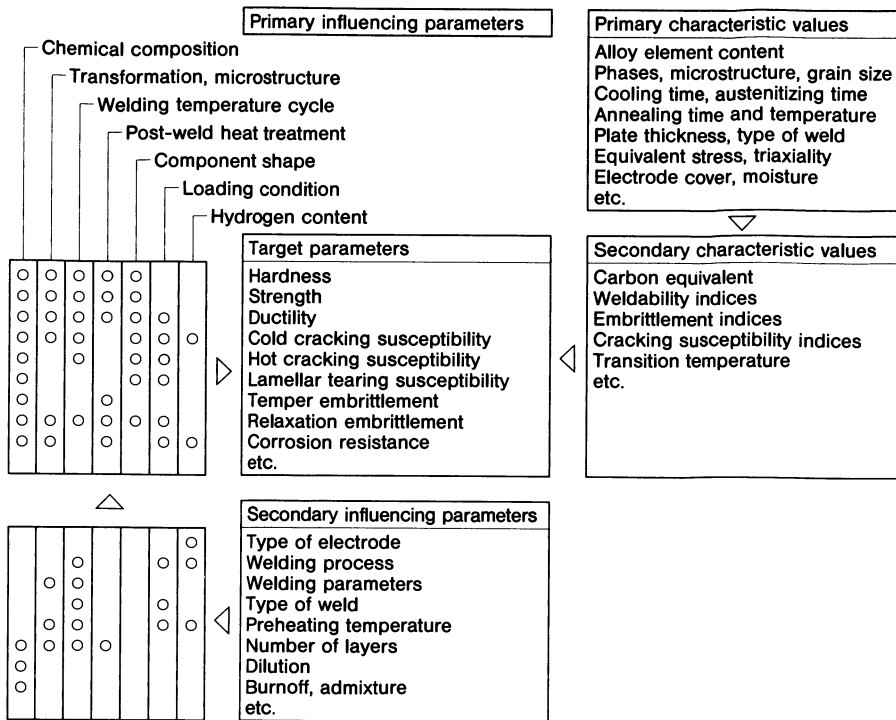 Primary influencing parameters
Chemical composition
Transformation, microstructure
Welding temperature cycle
Post-weld heat treatment
Component shape
Loading condition
Hydrogen content
Primary characteristic values
Alloy element content
Phases, microstructure, grain size
Cooling time, austenitizing time
Annealing time and temperature
Plate thickness, type of weld
Equivalent stress, triaxiality
Electrode cover, moisture
etc.
Target parameters
Hardness
Strength
Ductility
Cold cracking susceptibility
Hot cracking susceptibility
Lamellar tearing susceptibility
Temper embrittlement
Relaxation embrittlement
Corrosion resistance
etc.
Secondary characteristic values
Carbon equivalent
Weldability indices
Embrittlement indices
Cracking susceptibility indices
Transition temperature
etc.
Secondary influencing parameters
Type of electrode
Welding process
Welding parameters
Type of weld
Preheating temperature
Number of layers
Dilution
Burnoff, admixture
etc.